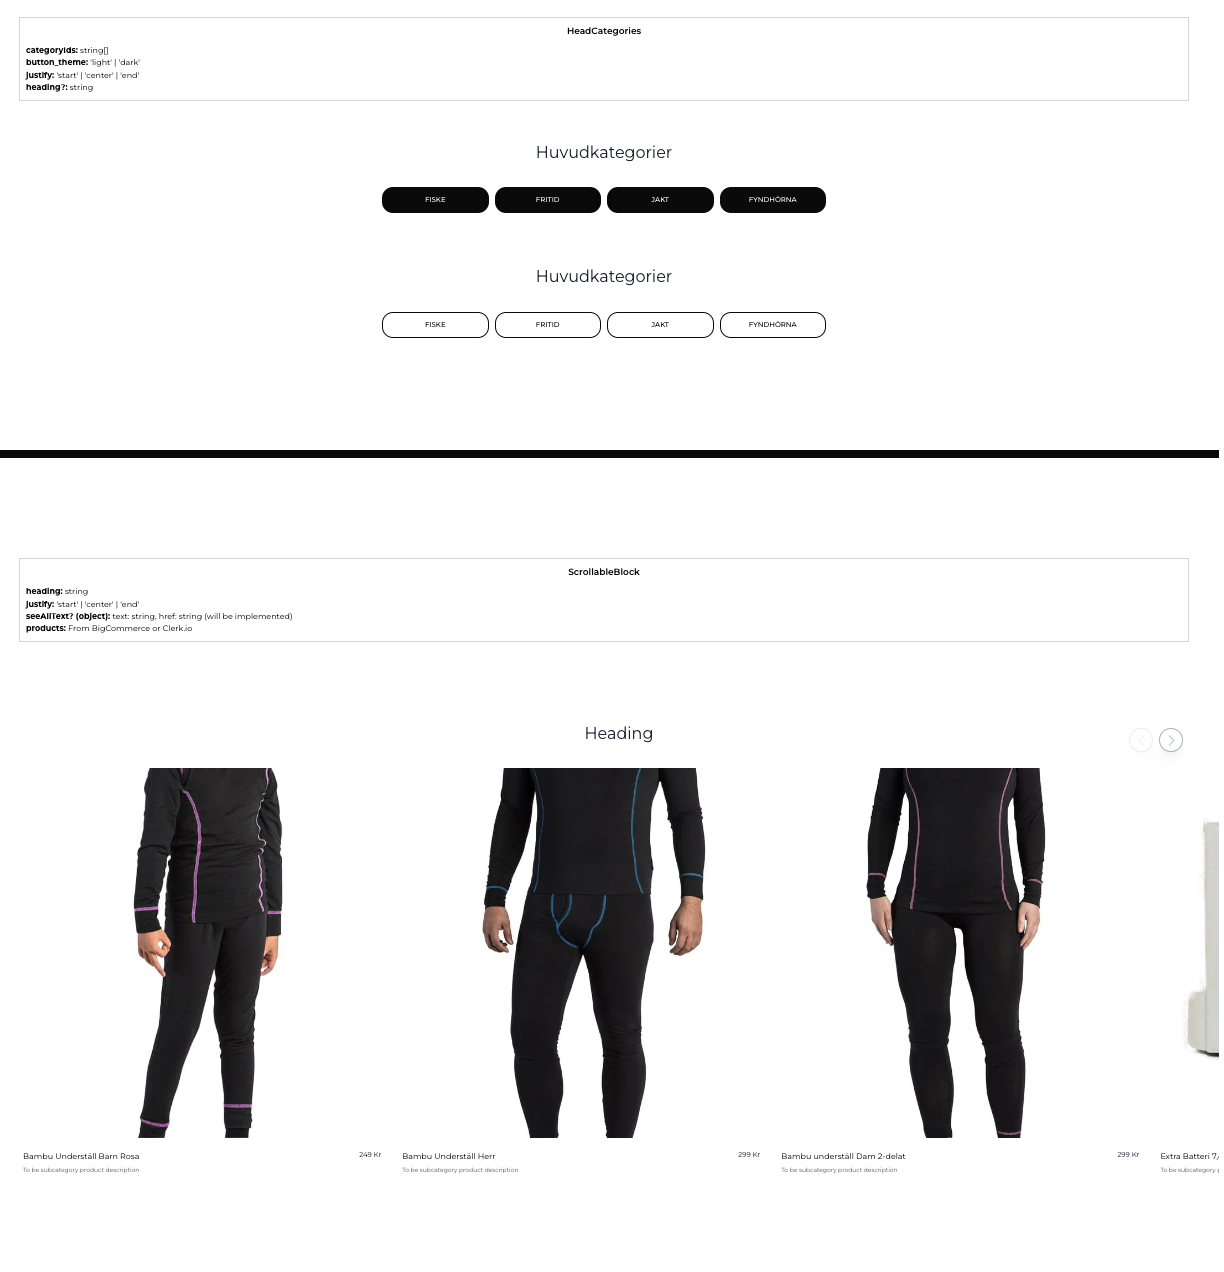 HeadCategories
categoryIds: string[]
button_theme: 'light' | 'dark'
justify: 'start' | 'center' | 'end'
heading?: string
Huvudkategorier
FISKE FRITID JAKT FYNDHÖRNA
Huvudkategorier
FISKE FRITID JAKT FYNDHÖRNA
ScrollableBlock
heading: string
justify: 'start' | 'center' | 'end'
seeAllText? (object): text: string, href: string (will be implemented)
products: From BigCommerce or Clerk.io
Heading
Bambu Underställ Barn Rosa 249 Kr
To be subcategory product description
Bambu Underställ Herr 299 Kr
To be subcategory product description
Bambu underställ Dam 2-delat 299 Kr
To be subcategory product description
Extra Batteri
To be subcategory